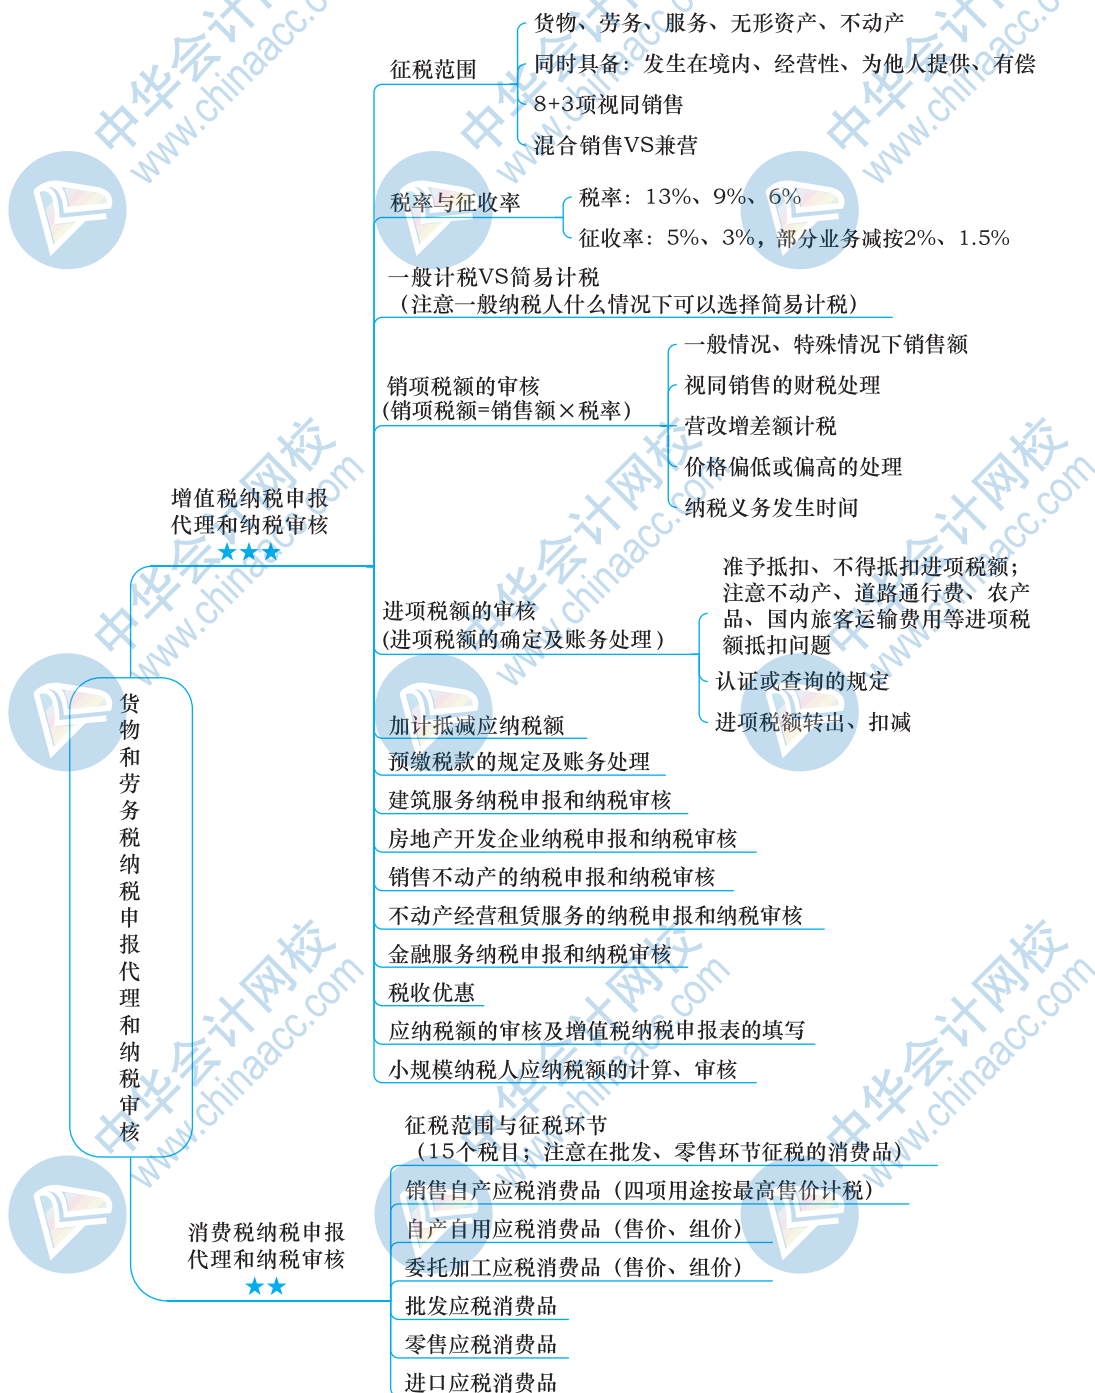 货物和劳务税纳税申报代理和纳税审核
增值税纳税申报
代理和纳税审核
★★★
征税范围
货物、劳务、服务、无形资产、不动产
同时具备：发生在境内、经营性、为他人提供、有偿
8+3项视同销售
混合销售VS兼营
税率与征收率
税率：13%、9%、6%
征收率：5%、3%，部分业务减按2%、1.5%
一般计税VS简易计税
（注意一般纳税人什么情况下可以选择简易计税）
销项税额的审核
(销项税额=销售额×税率)
一般情况、特殊情况下销售额
视同销售的财税处理
营改增差额计税
价格偏低或偏高的处理
纳税义务发生时间
进项税额的审核
(进项税额的确定及账务处理)
准予抵扣、不得抵扣进项税额；
注意不动产、道路通行费、农产
品、国内旅客运输费用等进项税
额抵扣问题
认证或查询的规定
进项税额转出、扣减
加计抵减应纳税额
预缴税款的规定及账务处理
建筑服务纳税申报和纳税审核
房地产开发企业纳税申报和纳税审核
销售不动产的纳税申报和纳税审核
不动产经营租赁服务的纳税申报和纳税审核
金融服务纳税申报和纳税审核
税收优惠
应纳税额的审核及增值税纳税申报表的填写
小规模纳税人应纳税额的计算、审核
消费税纳税申报
代理和纳税审核
★★
征税范围与征税环节
（15个税目；注意在批发、零售环节征税的消费品）
销售自产应税消费品（四项用途按最高售价计税）
自产自用应税消费品（售价、组价）
委托加工应税消费品（售价、组价）
批发应税消费品
零售应税消费品
进口应税消费品
中华会计网校
www.chinaacc.com